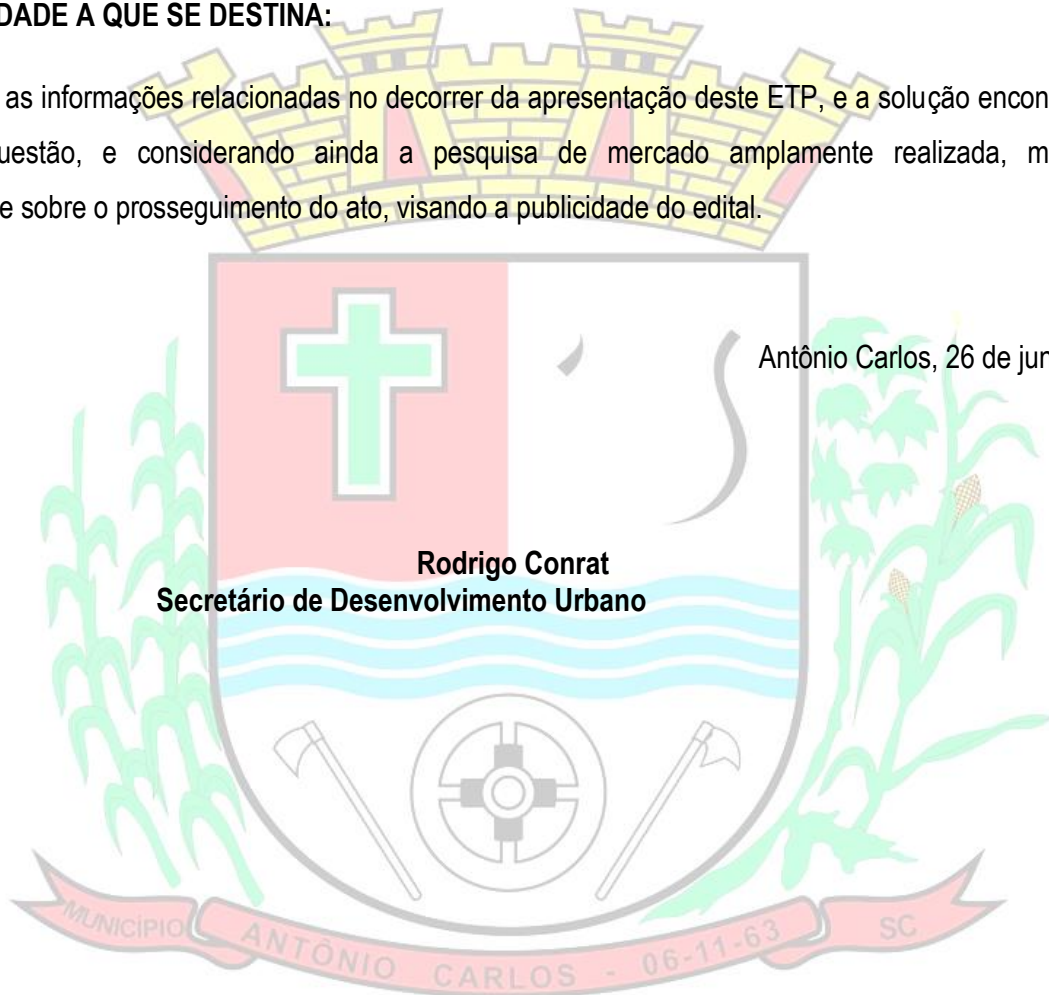 DADE A QUE SE DESTINA:
as informações relacionadas no decorrer da apresentação deste ETP, e a solução encon
uestão, e considerando ainda a pesquisa de mercado amplamente realizada, m
e sobre o prosseguimento do ato, visando a publicidade do edital.
Antônio Carlos, 26 de jun
Rodrigo Conrat
Secretário de Desenvolvimento Urbano
MUNICÍPIO ANTÔNIO CARLOS - 06-11-63 SC